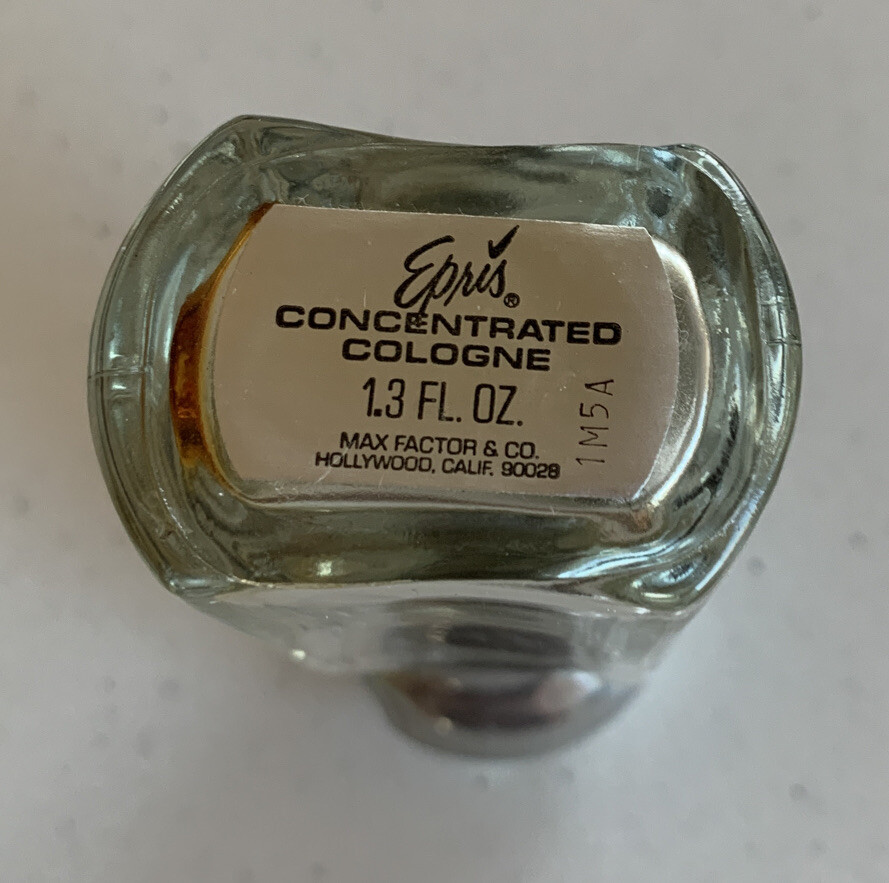 Epris®
CONCENTRATED
COLOGNE
1.3 FL. OZ.
MAX FACTOR & CO.
HOLLYWOOD, CALIF. 90028
1M5A